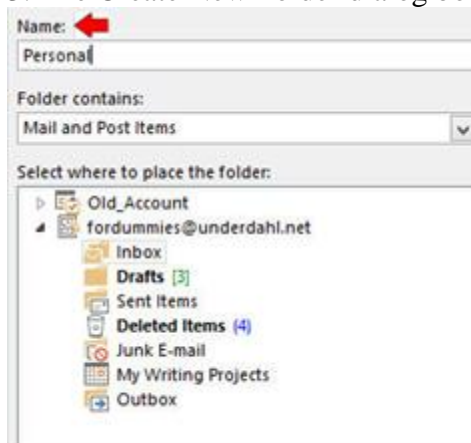 Name:
Personal
Folder contains:
Mail and Post Items
Select where to place the folder:
Old_Account
fordummies@underdahl.net
Inbox
Drafts [3]
Sent Items
Deleted Items (4)
Junk E-mail
My Writing Projects
Outbox